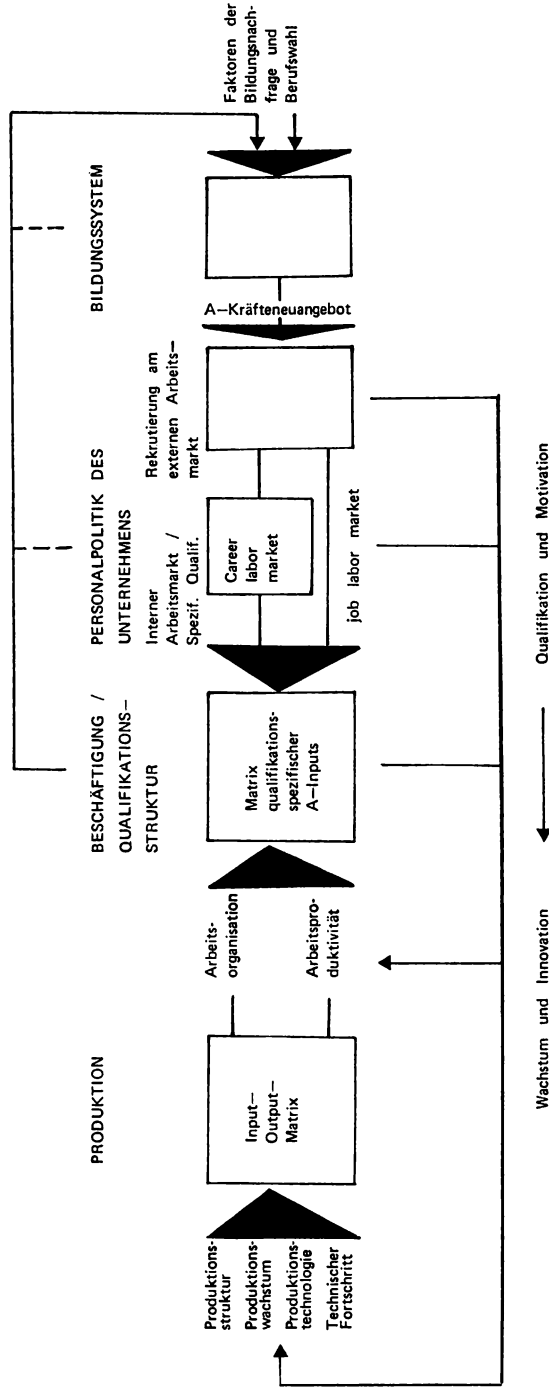 PRODUKTION
BESCHÄFTIGUNG /
QUALIFIKATIONS–
STRUKTUR
PERSONALPOLITIK DES
UNTERNEHMENS
BILDUNGSSYSTEM
Produktions-
struktur
Produktions-
wachstum
Produktions-
technologie
Technischer
Fortschritt
Input–
Output–
Matrix
Arbeits-
organisation
Arbeitspro-
duktivität
Matrix
qualifikations-
spezifischer
A–Inputs
Interner
Arbeitsmarkt /
Spezif. Qualif.
Career
labor
market
job labor market
Rekrutierung am
externen Arbeits–
markt
A–Kräfteneuangebot
Faktoren der
Bildungsnach-
frage und
Berufswahl
Wachstum und Innovation
Qualifikation und Motivation